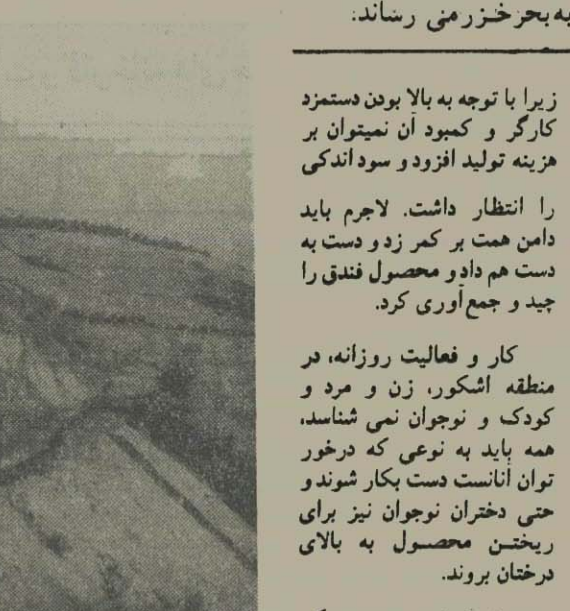 به بحر خزر می رساند.
زیرا با توجه به بالا بودن دستمزد
کارگر و کمبود آن نمیتوان بر
هزینه تولید افزود و سود اندکی
را انتظار داشت. لاجرم باید
دامن همت بر کمر زد و دست به
دست هم داد و محصول فندق را
چید و جمع‌آوری کرد.
کار و فعالیت روزانه، در
منطقه اشکور، زن و مرد و
کودک و نوجوان نمی شناسد،
همه باید به نوعی که درخور
توان آنانست دست بکار شوند و
حتی دختران نوجوان نیز برای
ریختن محصول به بالای
درختان بروند.